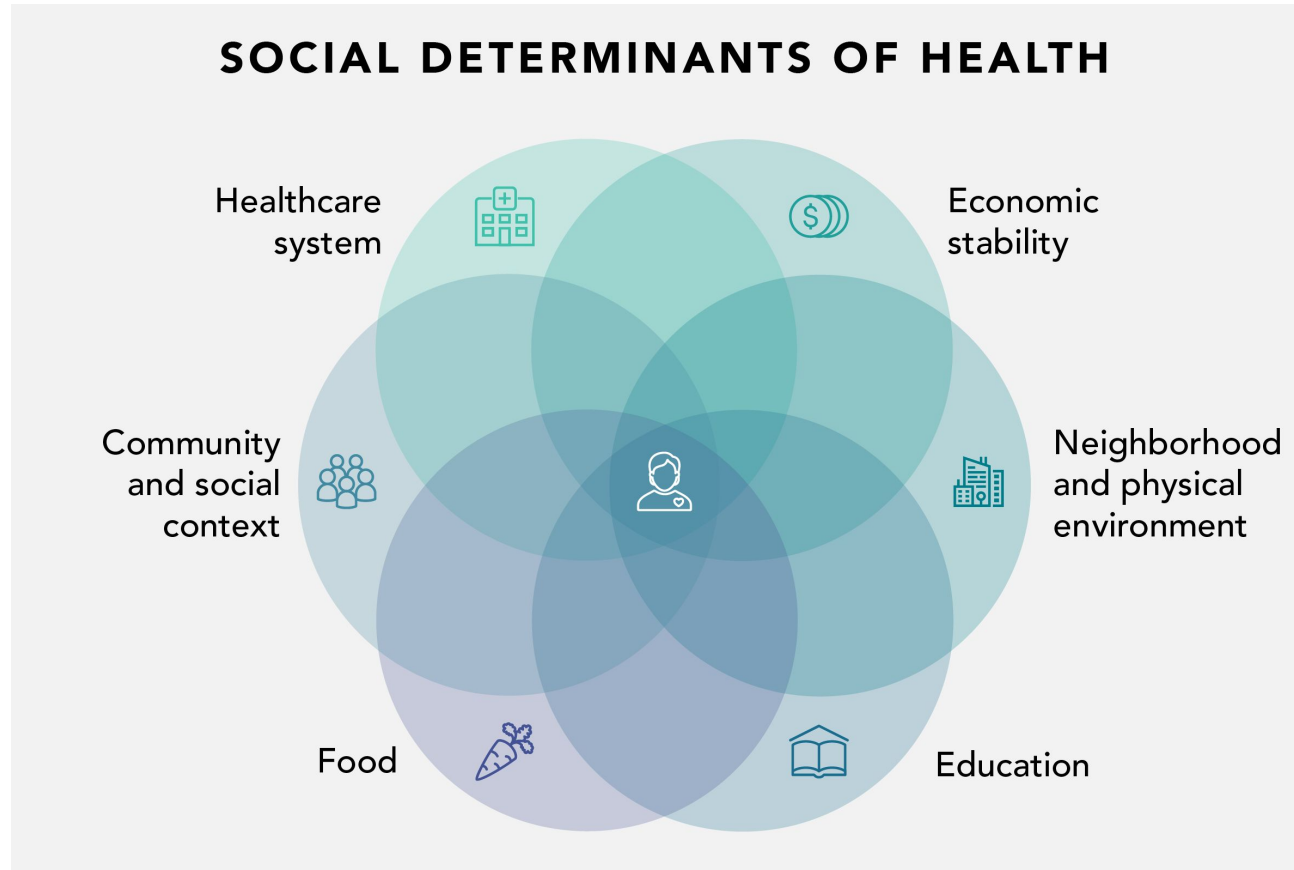 SOCIAL DETERMINANTS OF HEALTH
Healthcare
system
Economic
stability
Community
and social
context
Neighborhood
and physical
environment
Food
Education
$